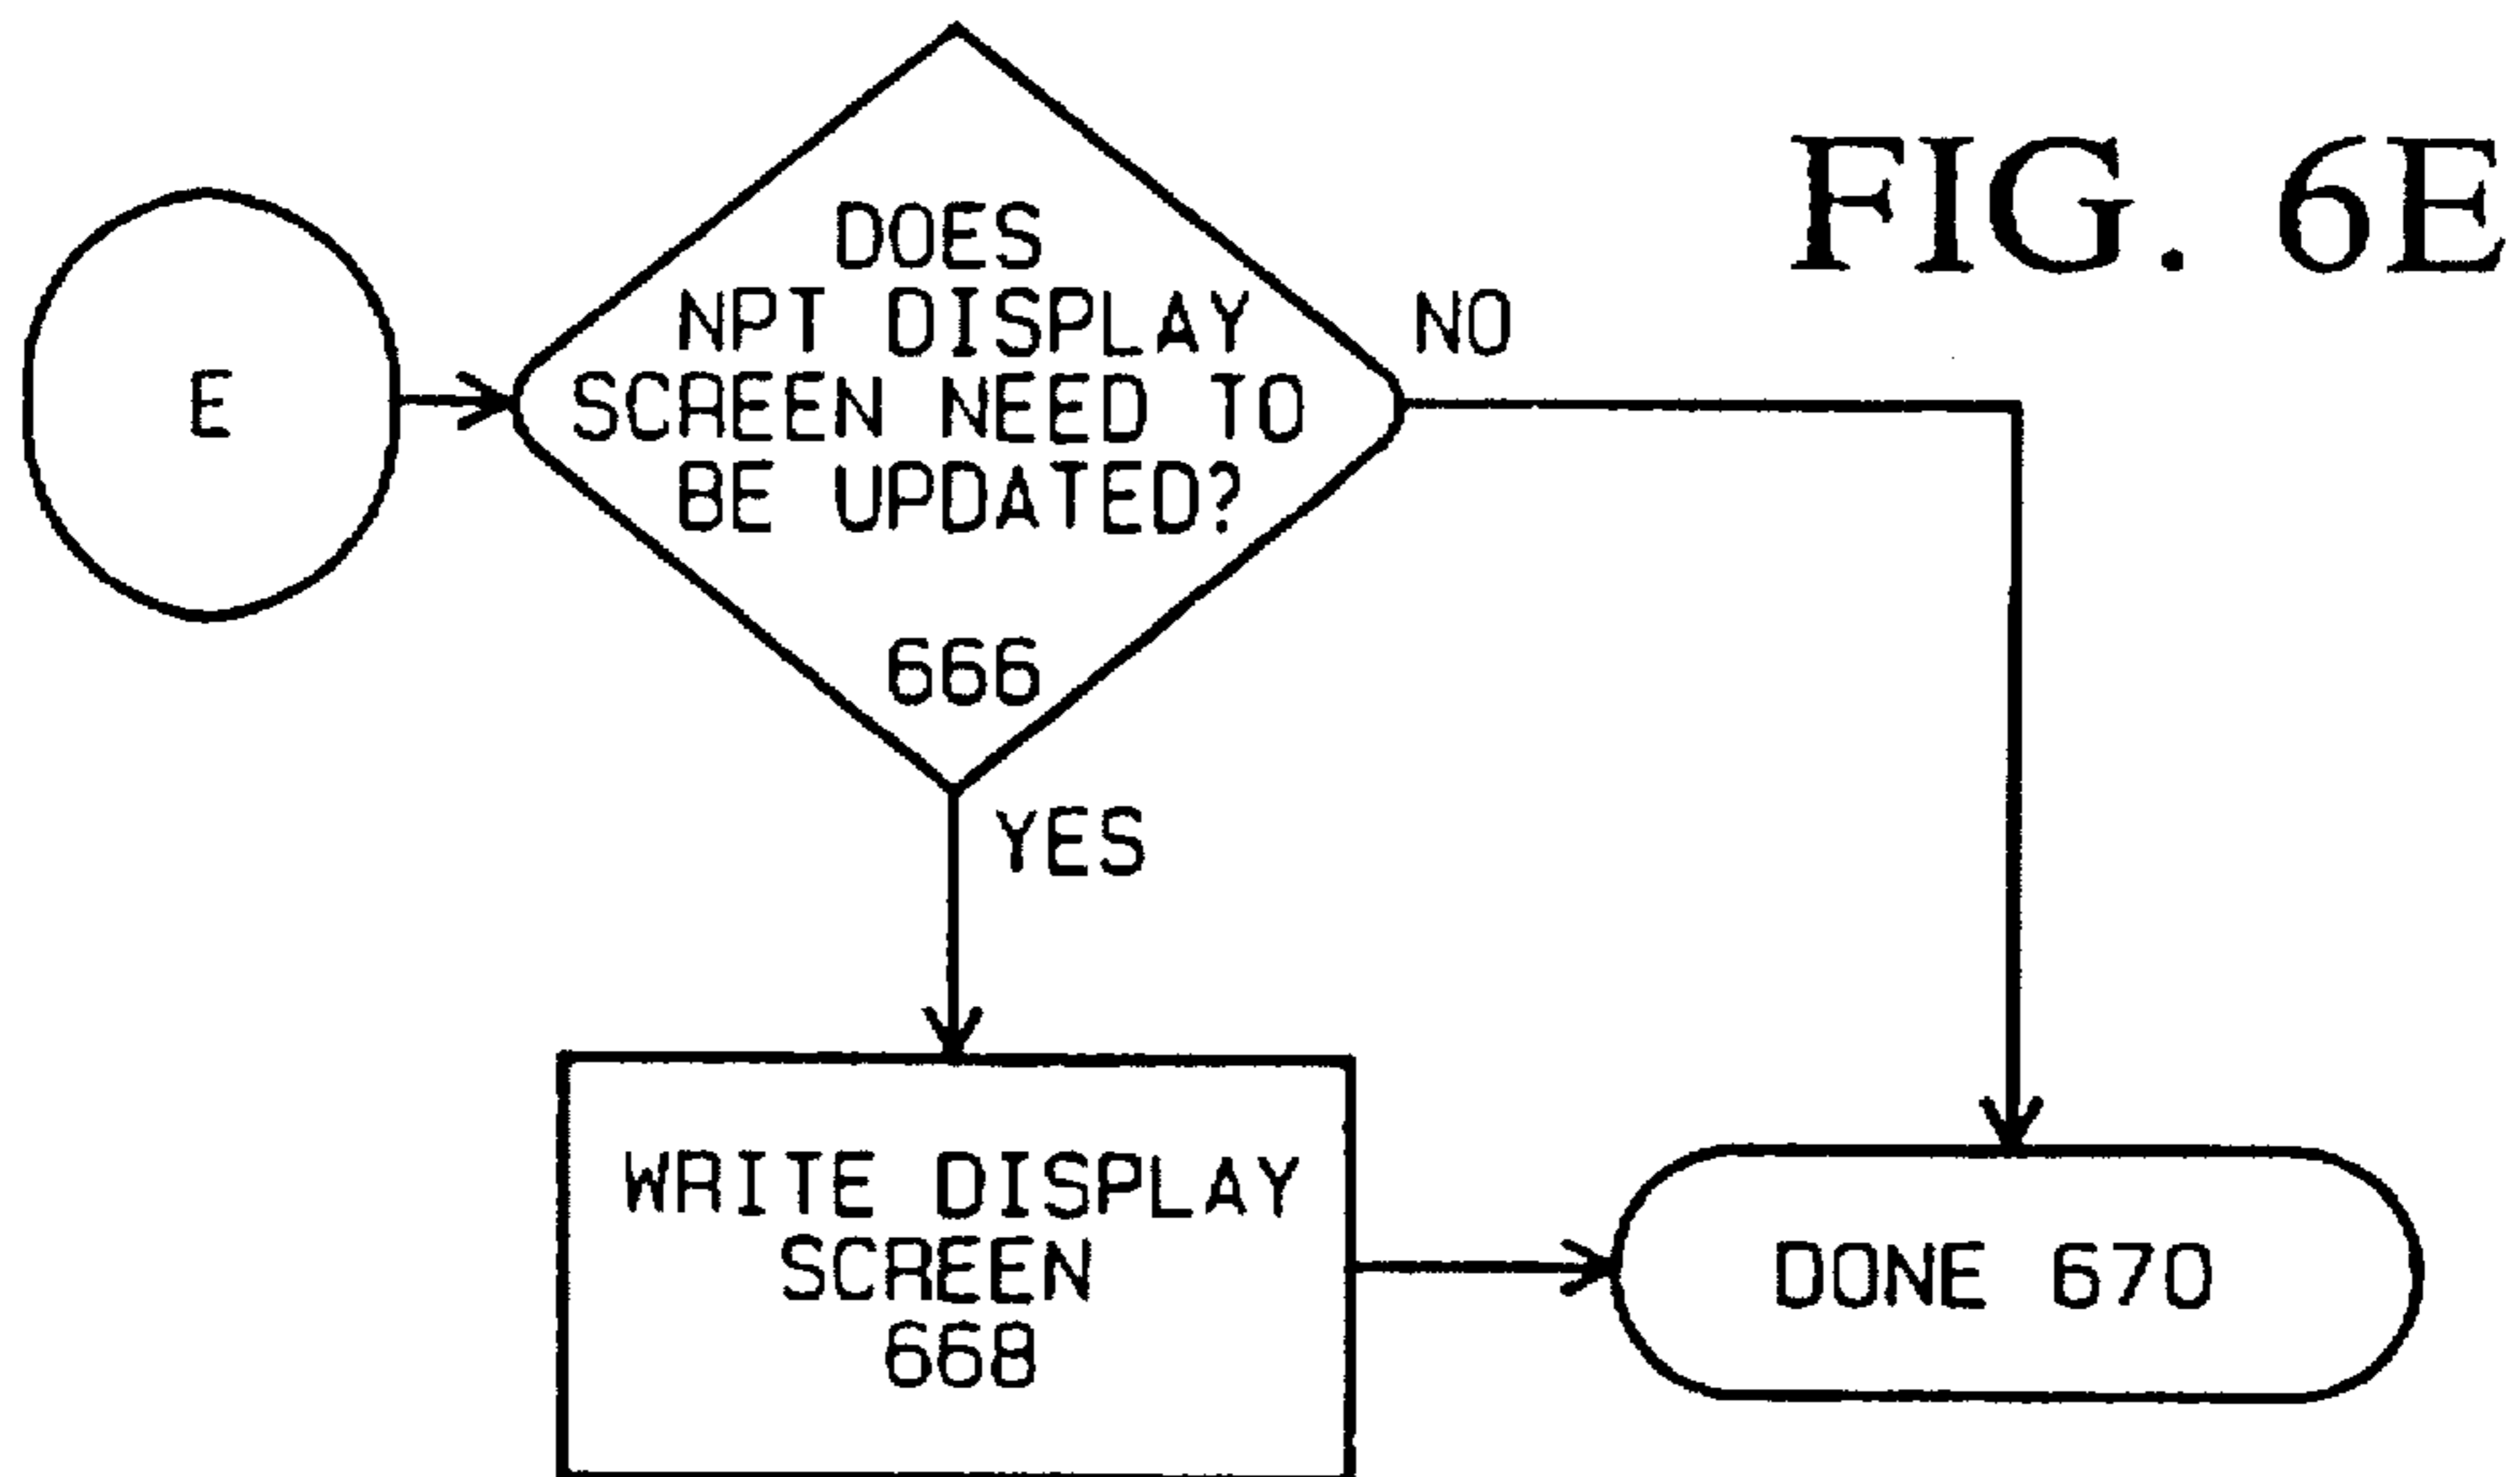 FIG. 6E
E
DOES
NPT DISPLAY
SCREEN NEED TO
BE UPDATED?
666
NO
YES
WRITE DISPLAY
SCREEN
668
DONE 670